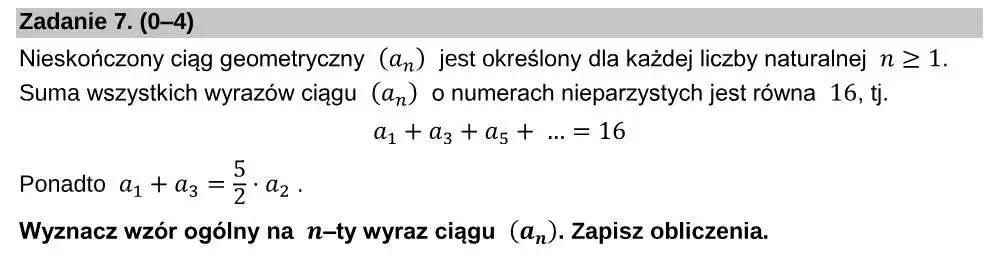 Zadanie 7. (0–4)
Nieskończony ciąg geometryczny (aₙ) jest określony dla każdej liczby naturalnej n ≥ 1.
Suma wszystkich wyrazów ciągu (aₙ) o numerach nieparzystych jest równa 16, tj.
a₁ + a₃ + a₅ + … = 16
Ponadto a₁ + a₃ = 5/2 · a₂ .
Wyznacz wzór ogólny na n–ty wyraz ciągu (aₙ). Zapisz obliczenia.